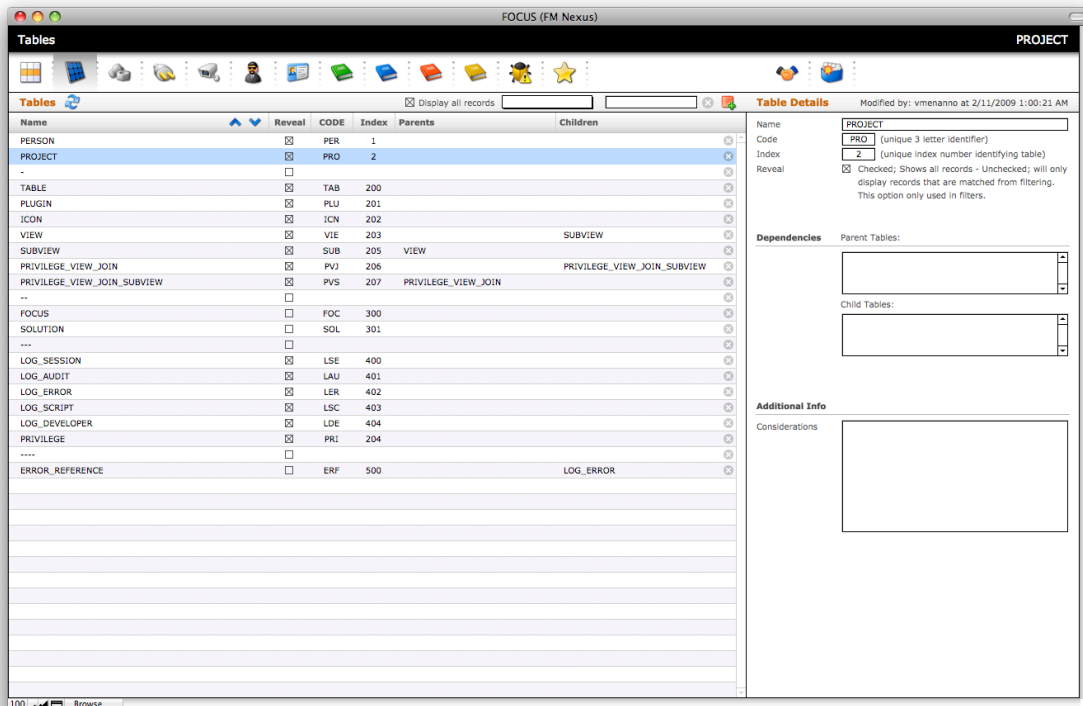 FOCUS (FM Nexus)
Tables PROJECT
Tables Display all records Table Details Modified by: vmenanno at 2/11/2009 1:00:21 AM
Name Reveal CODE Index Parents Children
PERSON PER 1
PROJECT PRO 2
-
TABLE TAB 200
PLUGIN PLU 201
ICON ICN 202
VIEW VIE 203 SUBVIEW
SUBVIEW SUB 205 VIEW
PRIVILEGE_VIEW_JOIN PVJ 206 PRIVILEGE_VIEW_JOIN_SUBVIEW
PRIVILEGE_VIEW_JOIN_SUBVIEW PVS 207 PRIVILEGE_VIEW_JOIN
--
FOCUS FOC 300
SOLUTION SOL 301
---
LOG_SESSION LSE 400
LOG_AUDIT LAU 401
LOG_ERROR LER 402
LOG_SCRIPT LSC 403
LOG_DEVELOPER LDE 404
PRIVILEGE PRI 204
----
ERROR_REFERENCE ERF 500 LOG_ERROR
Name PROJECT
Code PRO (unique 3 letter identifier)
Index 2 (unique index number identifying table)
Reveal Checked; Shows all records - Unchecked; will only
display records that are matched from filtering.
This option only used in filters.
Dependencies Parent Tables:
Child Tables:
Additional Info
Considerations
100 Browse